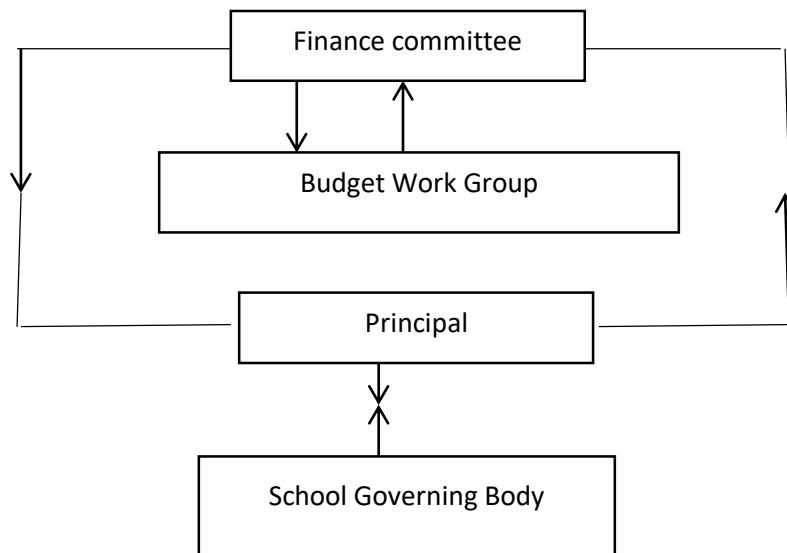 Finance committee
Budget Work Group
Principal
School Governing Body